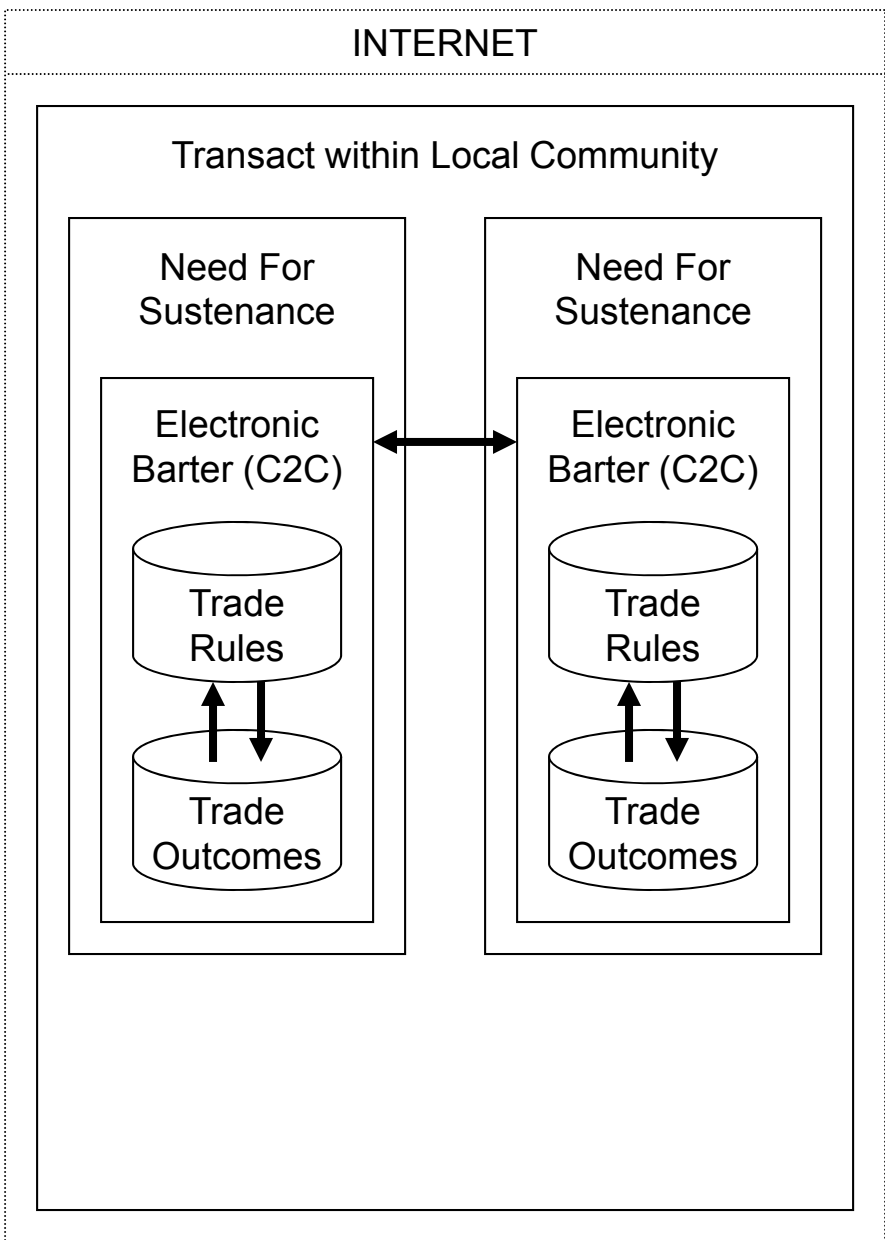 INTERNET
Transact within Local Community
Need For
Sustenance
Electronic
Barter (C2C)
Trade
Rules
Trade
Outcomes
Need For
Sustenance
Electronic
Barter (C2C)
Trade
Rules
Trade
Outcomes